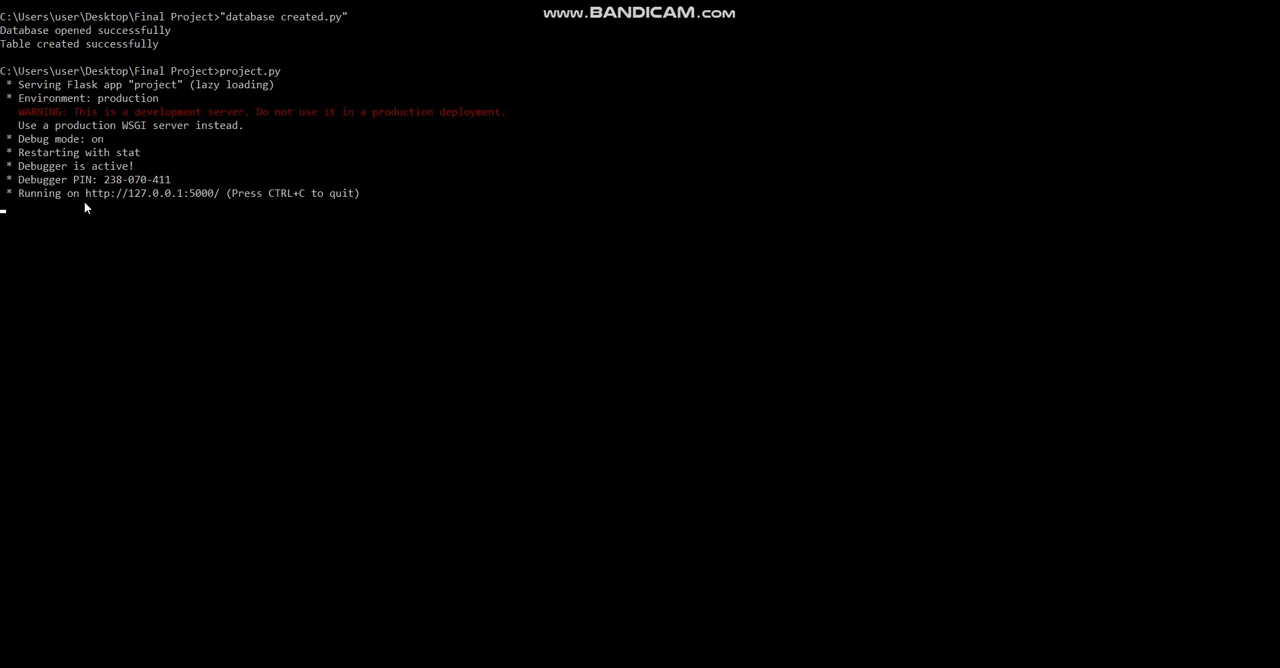 WWW.BANDICAM.COM
C:\Users\user\Desktop\Final Project>"database created.py"
Database opened successfully
Table created successfully
C:\Users\user\Desktop\Final Project>project.py
* Serving Flask app "project" (lazy loading)
* Environment: production
WARNING: This is a development server. Do not use it in a production deployment.
Use a production WSGI server instead.
* Debug mode: on
* Restarting with stat
* Debugger is active!
* Debugger PIN: 238-070-411
* Running on http://127.0.0.1:5000/ (Press CTRL+C to quit)